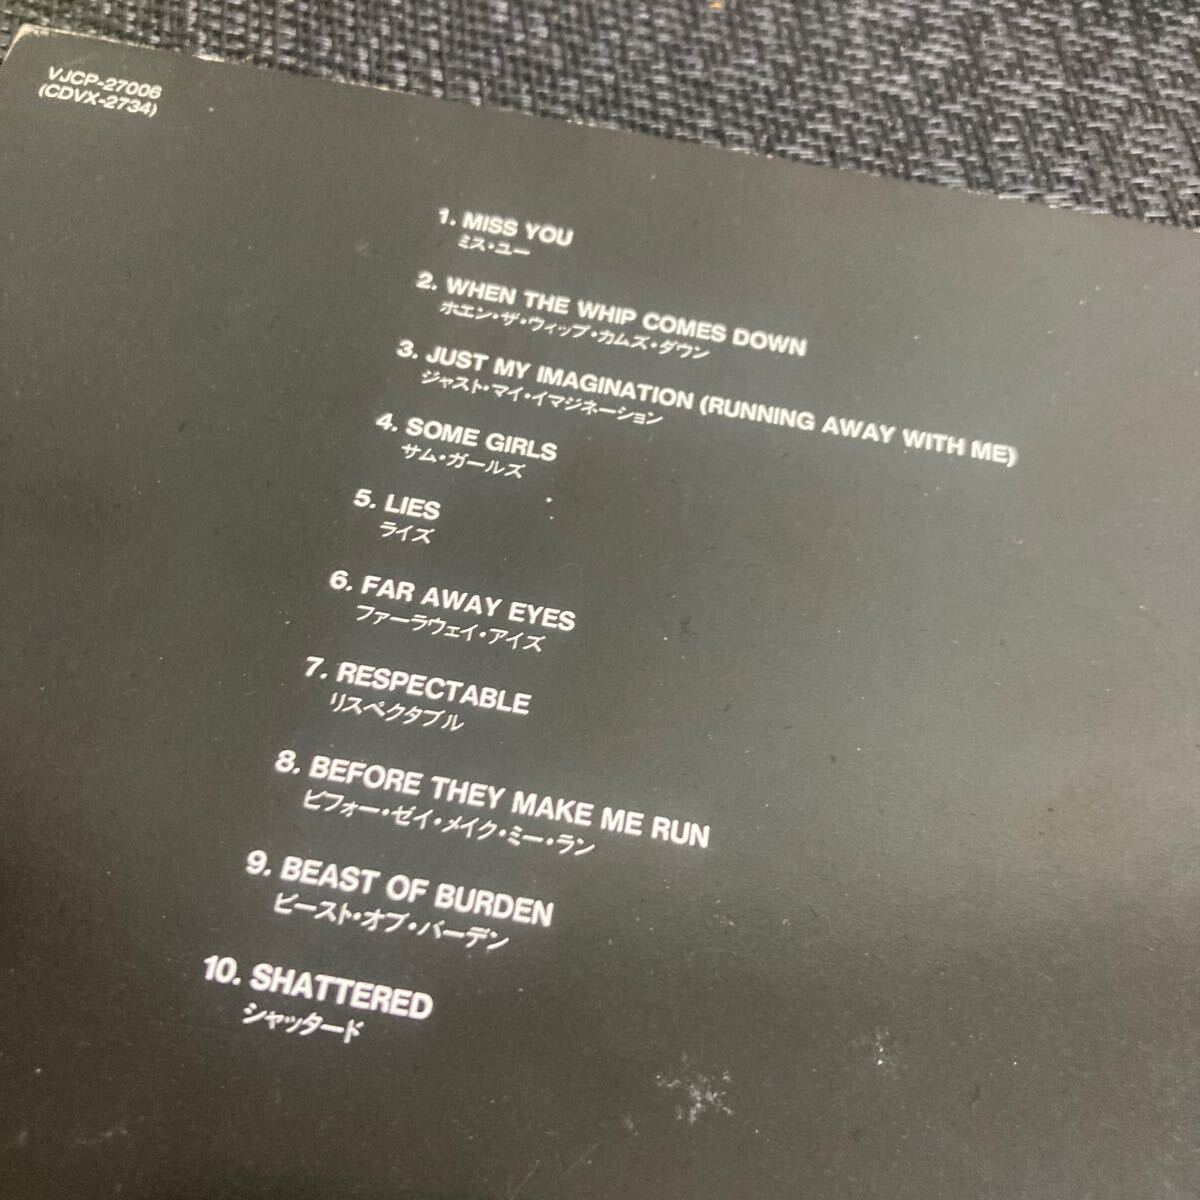 VJCP-27006
(CDVX-2734)
1. MISS YOU
ミス・ユー
2. WHEN THE WHIP COMES DOWN
ホエン・ザ・ウィップ・カムズ・ダウン
3. JUST MY IMAGINATION (RUNNING AWAY WITH ME)
ジャスト・マイ・イマジネーション
4. SOME GIRLS
サム・ガールズ
5. LIES
ライズ
6. FAR AWAY EYES
ファーラウェイ・アイズ
7. RESPECTABLE
リスペクタブル
8. BEFORE THEY MAKE ME RUN
ビフォー・ゼイ・メイク・ミー・ラン
9. BEAST OF BURDEN
ビースト・オブ・バーデン
10. SHATTERED
シャッタード